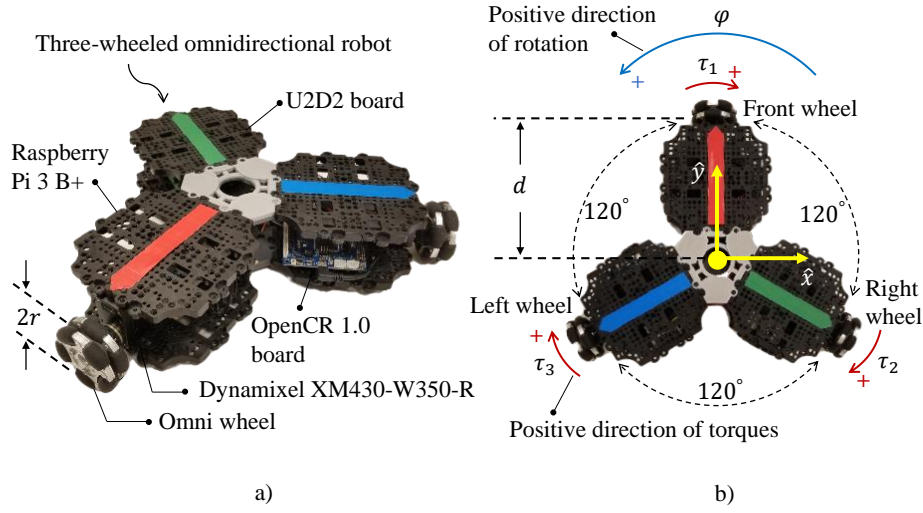 Three-wheeled omnidirectional robot
U2D2 board
Raspberry
Pi 3 B+
2r
OpenCR 1.0
board
Dynamixel XM430-W350-R
Omni wheel
a)
Positive direction
of rotation
φ
+
τ₁
+
Front wheel
d
ŷ
120°
120°
x̂
Left wheel
Right
wheel
+
τ₃
τ₂
+
120°
Positive direction of torques
b)